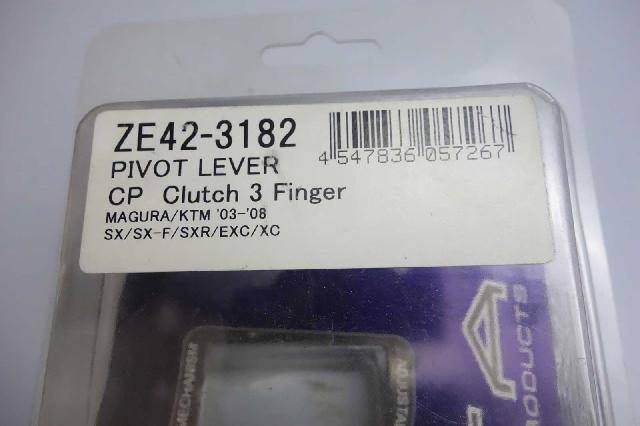 ZE42-3182
4 547836 057267
PIVOT LEVER
CP Clutch 3 Finger
MAGURA/KTM '03-'08
SX/SX-F/SXR/EXC/XC
MECHANISM